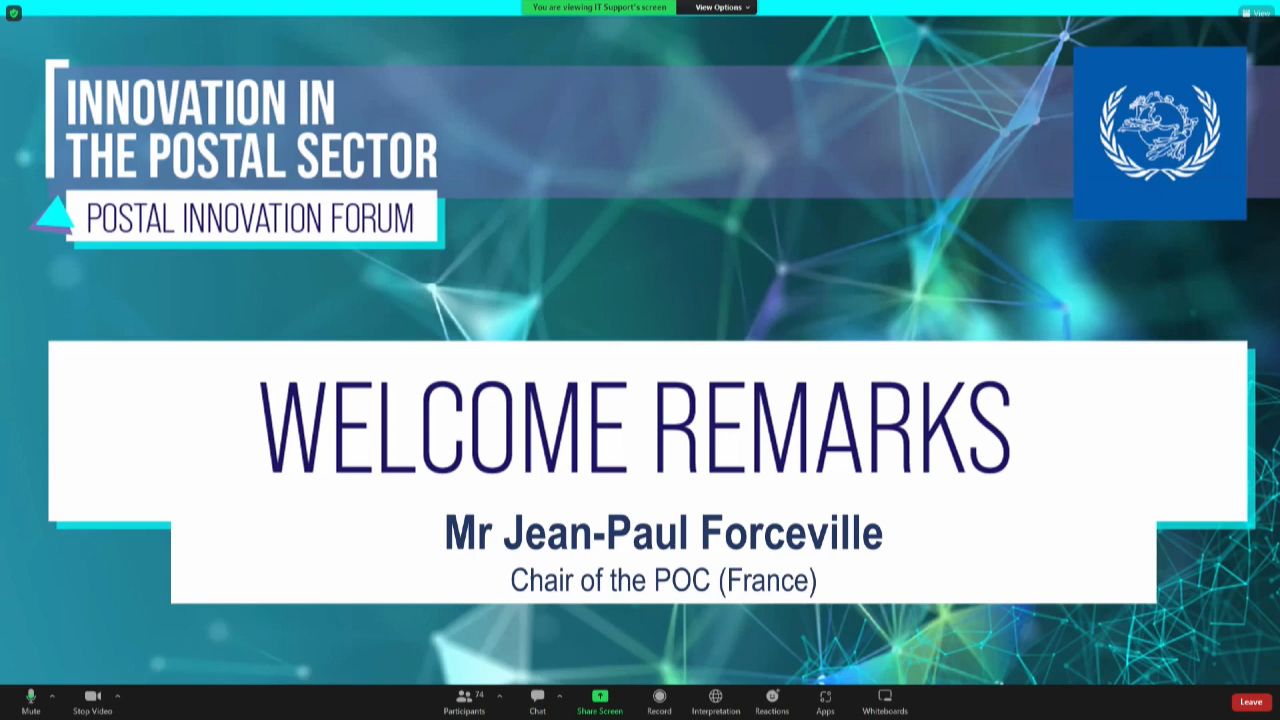 You are viewing IT Support's screen
View Options
View
INNOVATION IN
THE POSTAL SECTOR
POSTAL INNOVATION FORUM
WELCOME REMARKS
Mr Jean-Paul Forceville
Chair of the POC (France)
Mute
Stop Video
Participants
74
Chat
Share Screen
Record
Interpretation
Reactions
Apps
Whiteboards
Leave